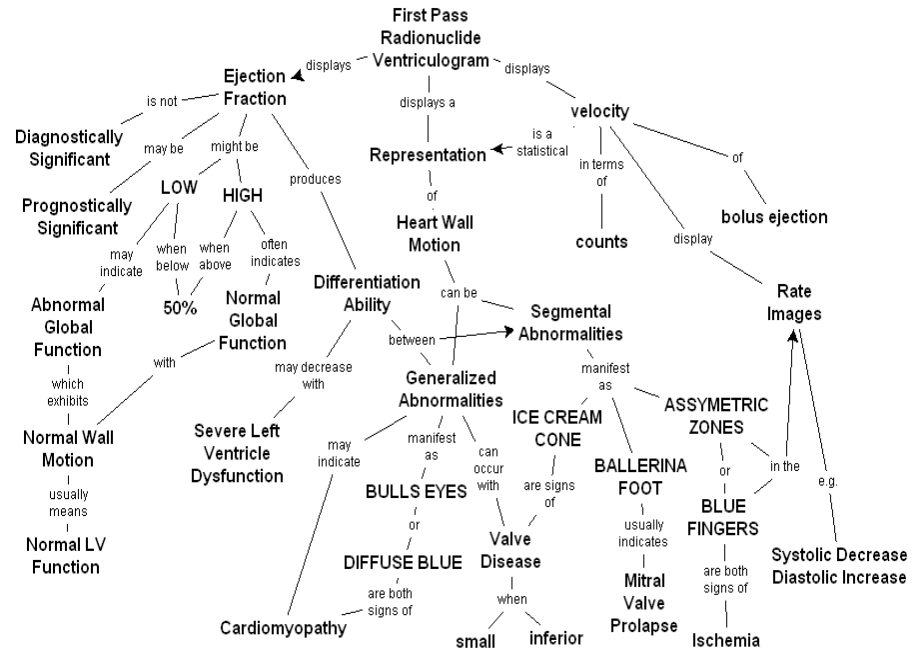 First Pass
Radionuclide
Ventriculogram
displays
displays
Ejection
Fraction
is not
displays a
velocity
Diagnostically
Significant
may be
might be
Representation
is a
statistical
in terms
of
of
produces
LOW
HIGH
Prognostically
Significant
of
Heart Wall
Motion
bolus ejection
counts
display
may
indicate
when
below
when
above
often
indicates
Abnormal
Global
Function
50%
Normal
Global
Function
Differentiation
Ability
can be
Segmental
Abnormalities
Rate
Images
between
with
may decrease
with
manifest
as
which
exhibits
Generalized
Abnormalities
ICE CREAM
CONE
ASSYMETRIC
ZONES
Normal Wall
Motion
Severe Left
Ventricle
Dysfunction
may
indicate
manifest
as
can
occur
with
BALLERINA
FOOT
or
in the
usually
means
BULLS EYES
are signs
of
e.g.
BLUE
FINGERS
or
usually
indicates
Normal LV
Function
DIFFUSE BLUE
Valve
Disease
Systolic Decrease
Diastolic Increase
are both
signs of
are both
signs of
when
Mitral
Valve
Prolapse
Cardiomyopathy
small
inferior
Ischemia